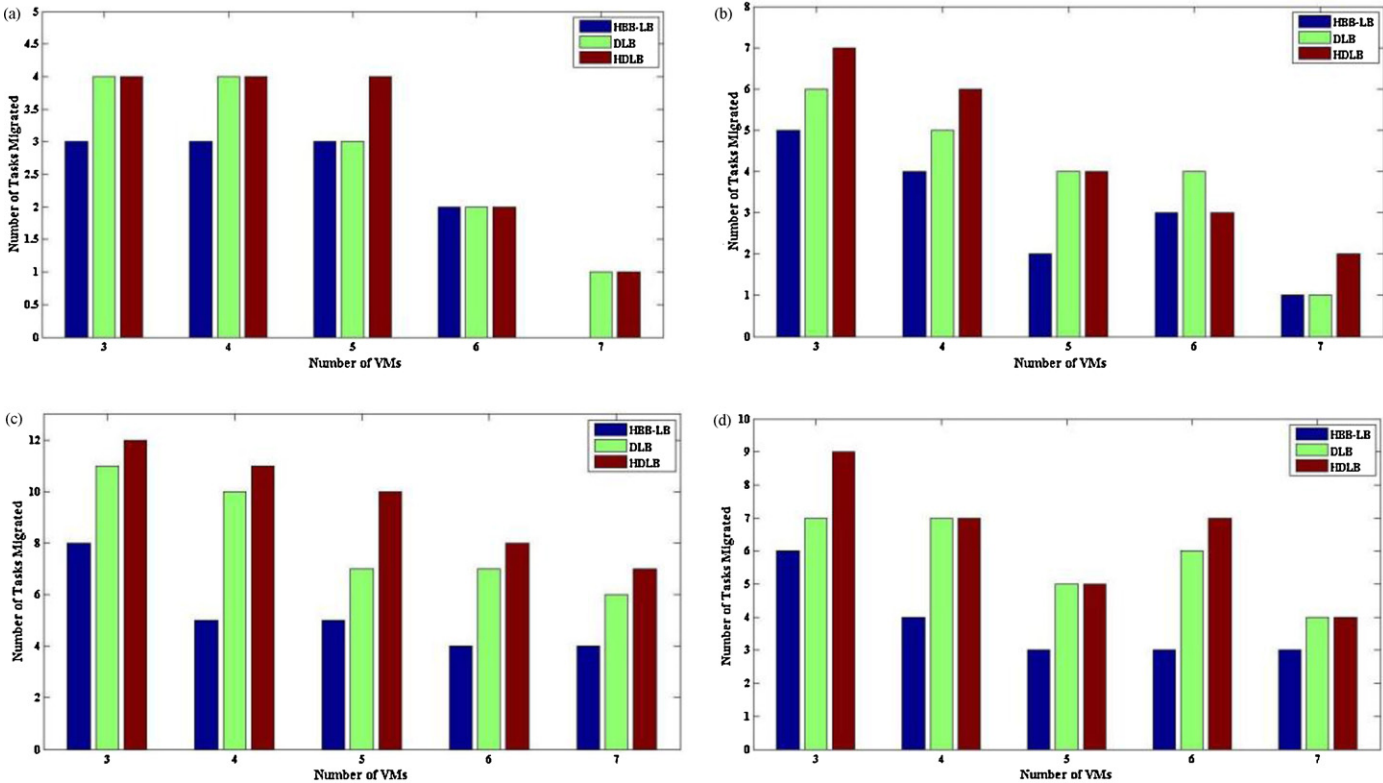 (a)
5
4.5
4
3.5
3
2.5
2
1.5
1
0.5
0
Number of Tasks Migrated
HBB-LB
DLB
HDLB
3 4 5 6 7
Number of VMs
(b)
8
7
6
5
4
3
2
1
0
Number of Tasks Migrated
HBB-LB
DLB
HDLB
3 4 5 6 7
Number of VMs
(c)
12
10
8
6
4
2
0
Number of Tasks Migrated
HBB-LB
DLB
HDLB
3 4 5 6 7
Number of VMs
(d)
10
9
8
7
6
5
4
3
2
1
0
Number of Tasks Migrated
HBB-LB
DLB
HDLB
3 4 5 6 7
Number of VMs